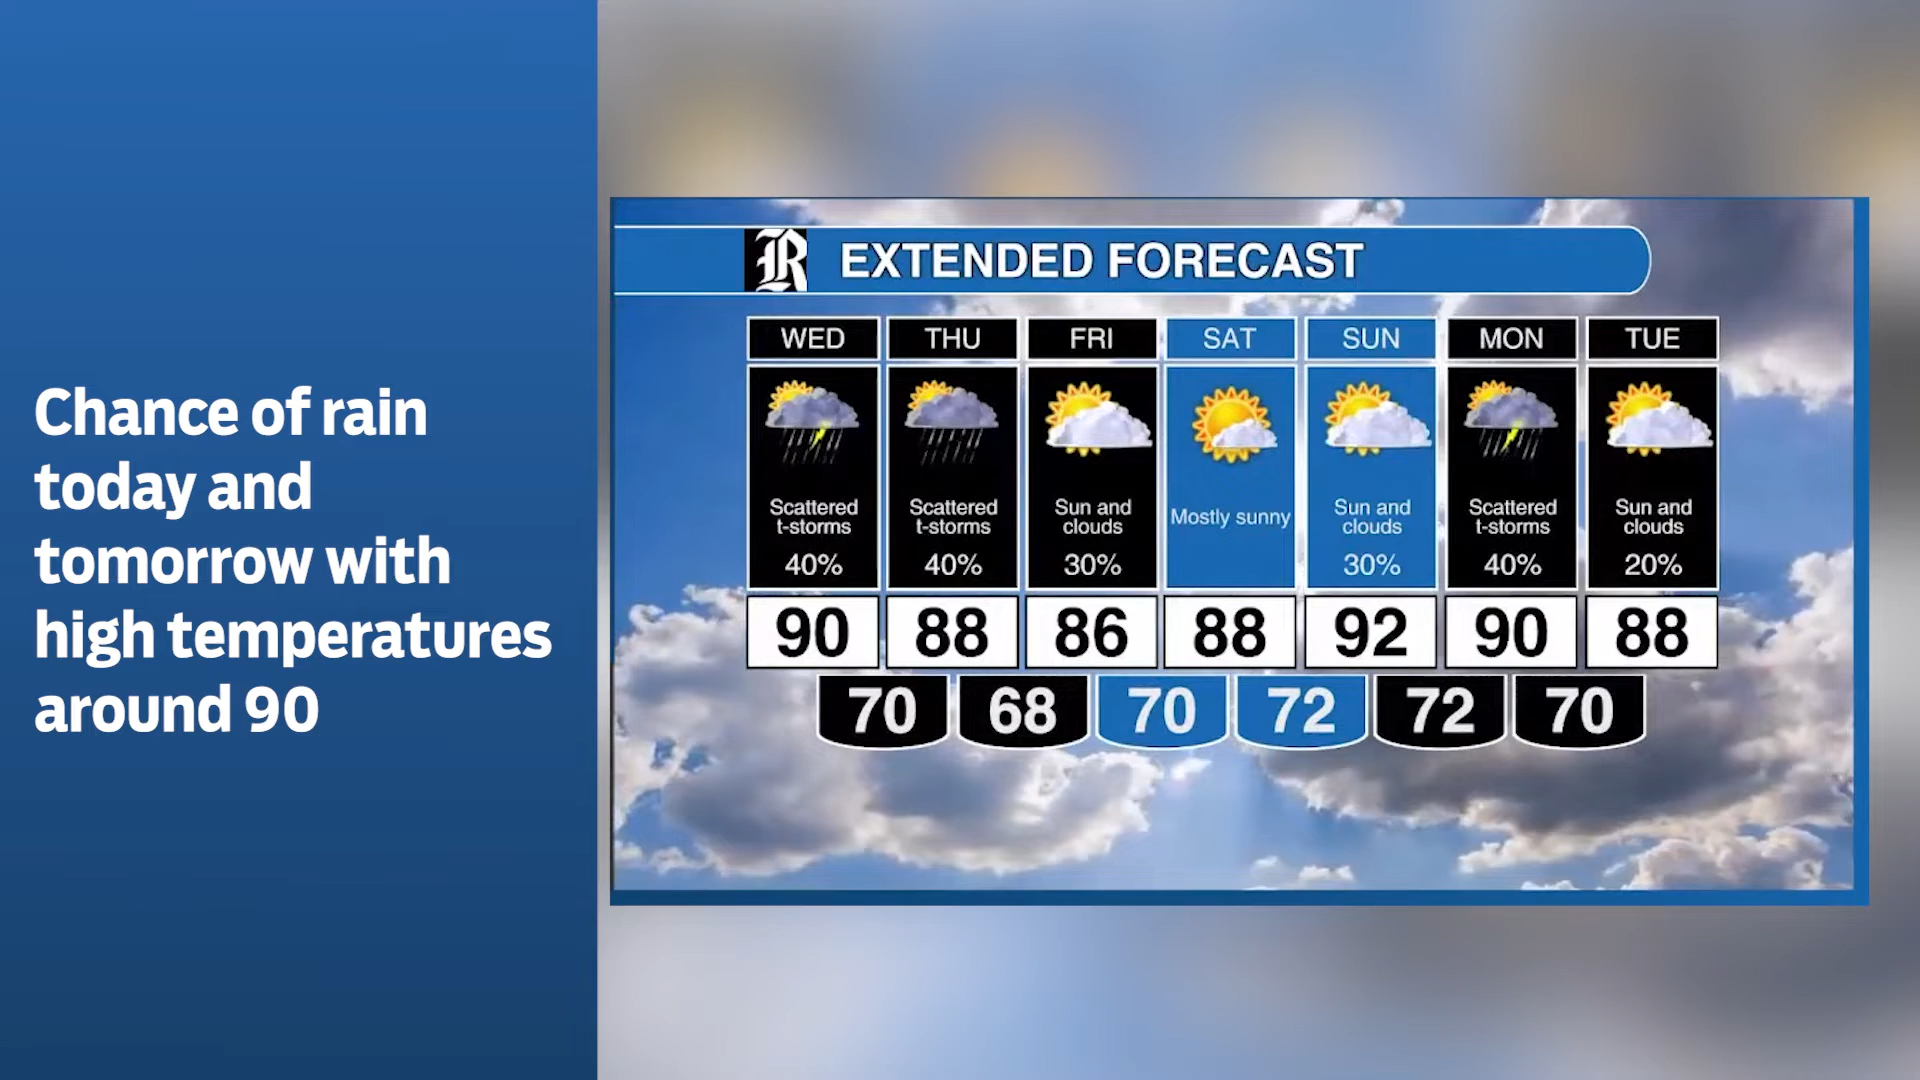 Chance of rain
today and
tomorrow with
high temperatures
around 90
R EXTENDED FORECAST
WED THU FRI SAT SUN MON TUE
Scattered
t-storms
40%
Scattered
t-storms
40%
Sun and
clouds
30%
Mostly sunny
Sun and
clouds
30%
Scattered
t-storms
40%
Sun and
clouds
20%
90 88 86 88 92 90 88
70 68 70 72 72 70